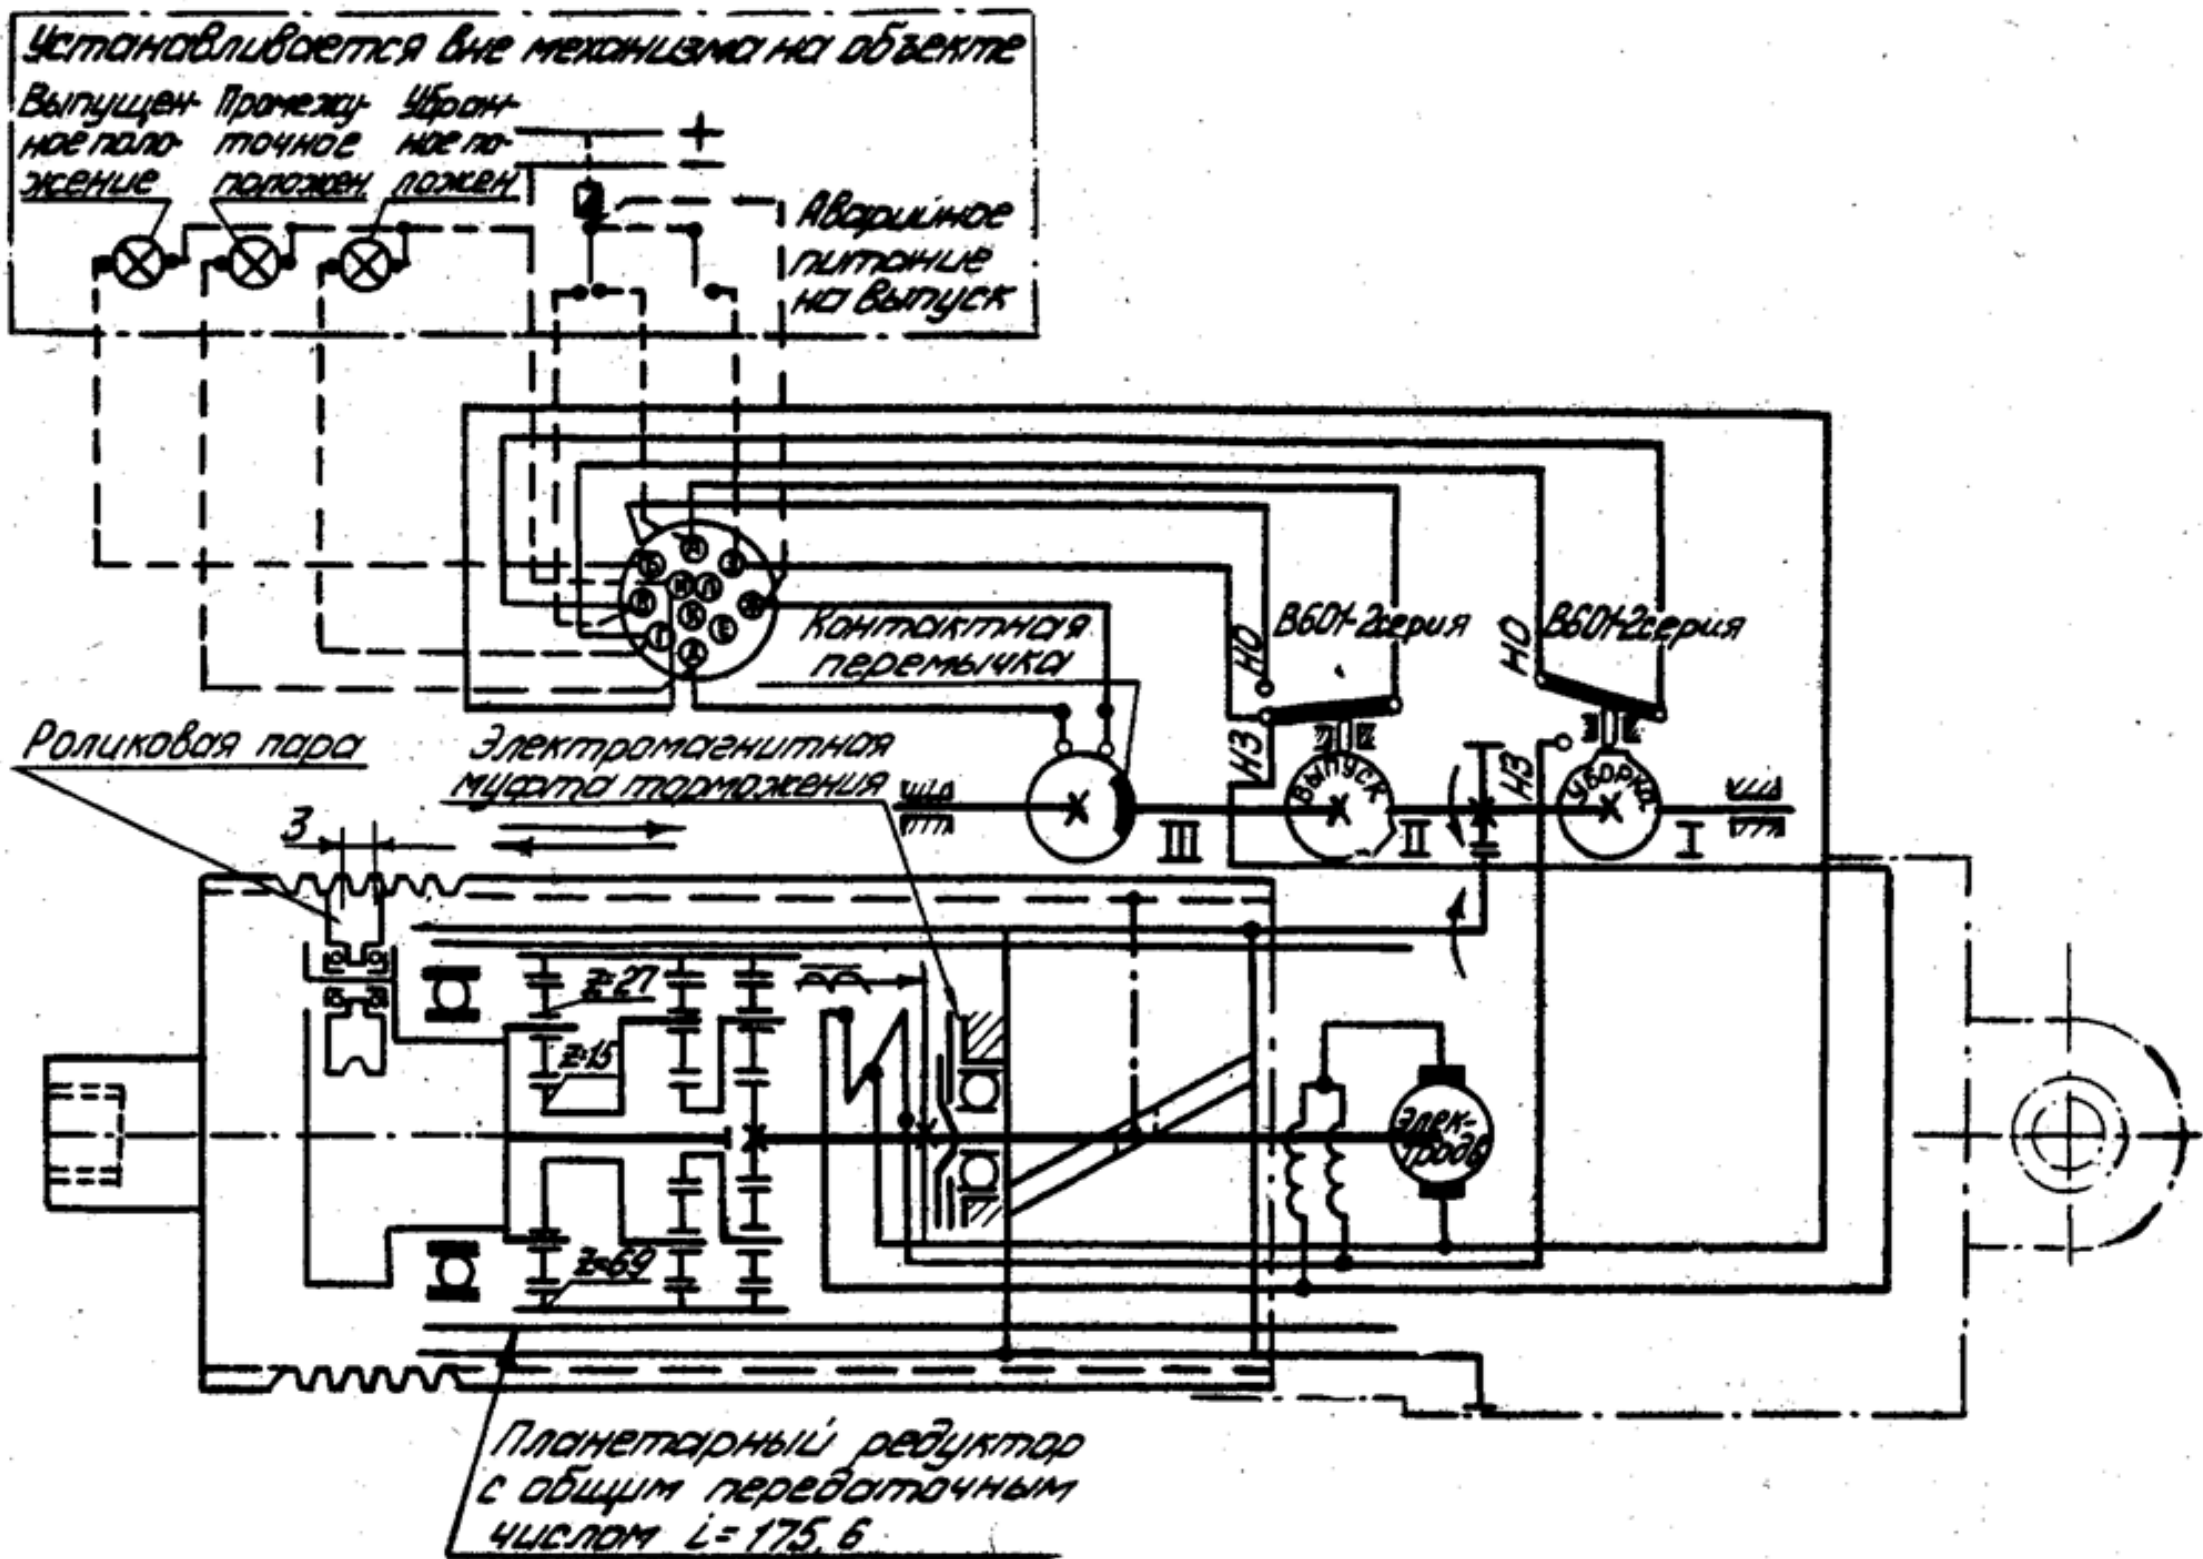 Устанавливается вне механизма на объекте
Выпущен-
ное поло-
жение
Промежу-
точное
положен
Убран-
ное по-
ложен
+
−
Аварийное
питание
на выпуск
А
Б
В
Г
Д
Е
К
Л
Контактная
перемычка
НО
В601-2серия
НО
В601-2серия
НЗ
НЗ
Роликовая пара
Электромагнитная
муфта торможения
3
Выпуск
Уборка
III
II
I
z=27
z=15
z=69
Элек-
тродв
Планетарный редуктор
с общим передаточным
числом i=175,6